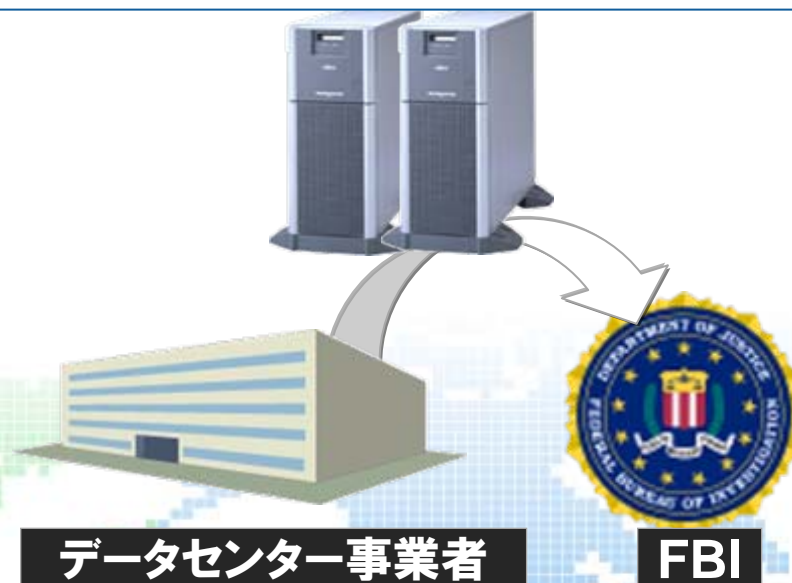 DEPARTMENT OF JUSTICE
FEDERAL BUREAU OF INVESTIGATION
データセンター事業者
FBI